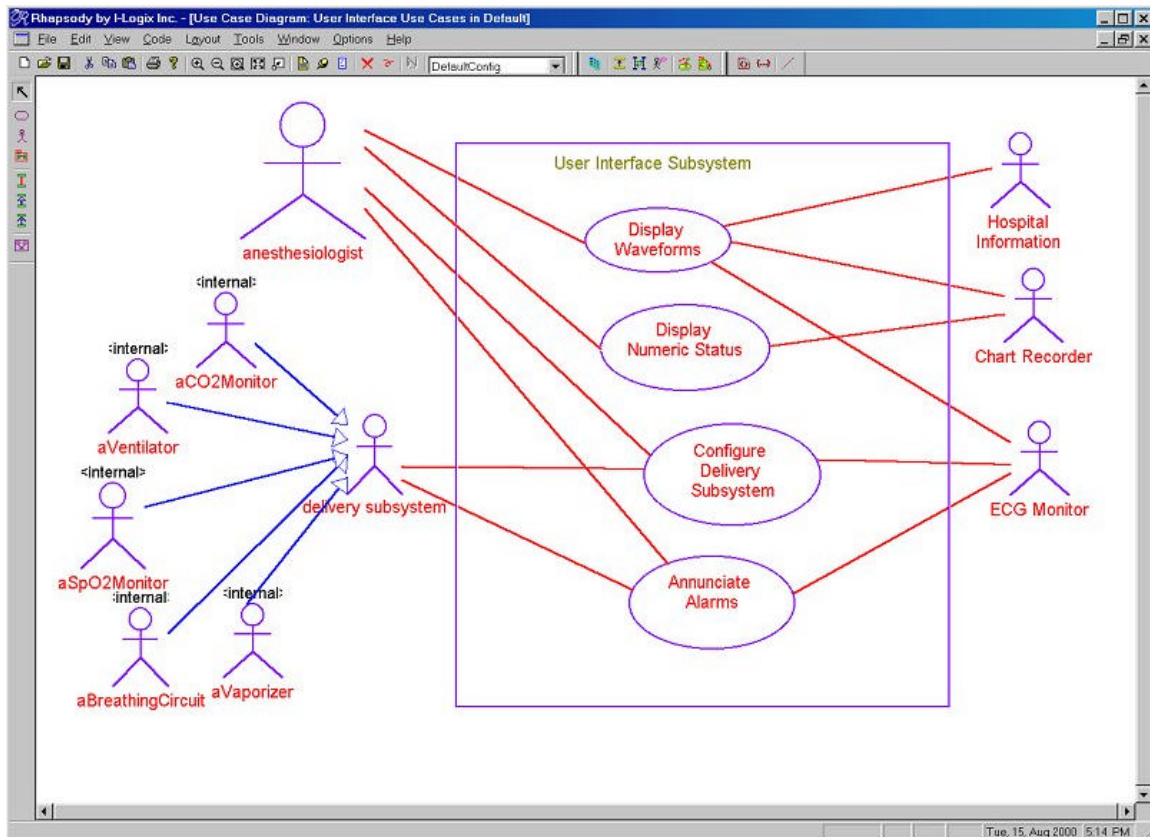 Rhapsody by I-Logix Inc. - [Use Case Diagram: User Interface Use Cases in Default]
File Edit View Code Layout Tools Window Options Help
DefaultConfig
User Interface Subsystem
anesthesiologist
Display
Waveforms
Hospital
Information
<internal>
aCO2Monitor
Display
Numeric Status
Chart Recorder
<internal>
aVentilator
Configure
Delivery
Subsystem
<internal>
delivery subsystem
ECG Monitor
aSpO2Monitor
Annunciate
Alarms
<internal>
<internal>
aBreathingCircuit
aVaporizer
Tue, 15, Aug 2000 5:14 PM